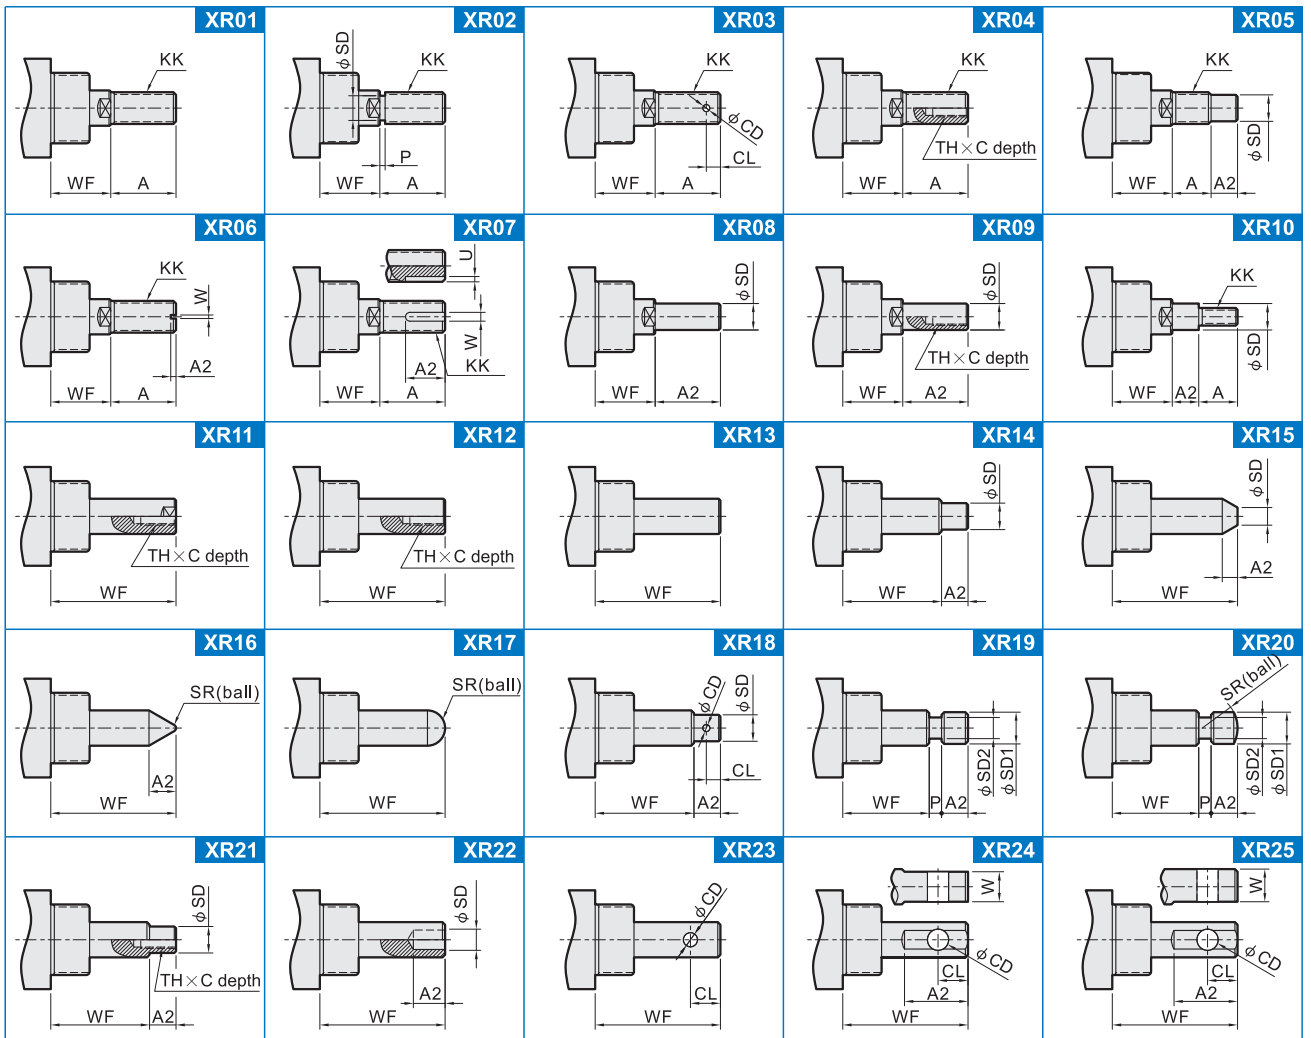 XR01
KK
WF
A
XR02
φSD
KK
P
WF
A
XR03
KK
φCD
CL
WF
A
XR04
KK
TH×C depth
WF
A
XR05
KK
φSD
WF
A
A2
XR06
KK
W
A2
WF
A
XR07
U
W
A2
KK
WF
A
XR08
φSD
WF
A2
XR09
φSD
TH×C depth
WF
A2
XR10
KK
φSD
WF
A2
A
XR11
TH×C depth
WF
XR12
TH×C depth
WF
XR13
WF
XR14
φSD
WF
A2
XR15
φSD
A2
WF
XR16
SR(ball)
A2
WF
XR17
SR(ball)
WF
XR18
φCD
φSD
CL
WF
A2
XR19
φSD2
φSD1
WF
P
A2
XR20
SR(ball)
φSD2
φSD1
WF
P
A2
XR21
φSD
TH×C depth
WF
A2
XR22
φSD
A2
WF
XR23
φCD
CL
WF
XR24
W
φCD
CL
A2
WF
XR25
W
φCD
CL
A2
WF